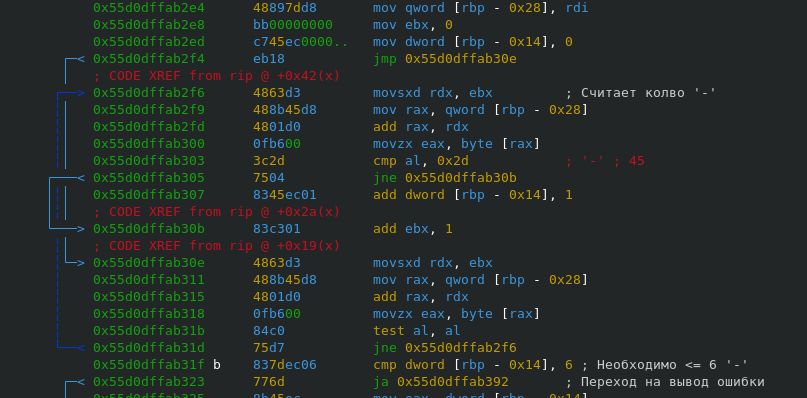 0x55d0dffab2e4 48897dd8 mov qword [rbp - 0x28], rdi
0x55d0dffab2e8 bb00000000 mov ebx, 0
0x55d0dffab2ed c745ec0000.. mov dword [rbp - 0x14], 0
0x55d0dffab2f4 eb18 jmp 0x55d0dffab30e
; CODE XREF from rip @ +0x42(x)
0x55d0dffab2f6 4863d3 movsxd rdx, ebx ; Считает колво '-'
0x55d0dffab2f9 488b45d8 mov rax, qword [rbp - 0x28]
0x55d0dffab2fd 4801d0 add rax, rdx
0x55d0dffab300 0fb600 movzx eax, byte [rax]
0x55d0dffab303 3c2d cmp al, 0x2d ; '-' ; 45
0x55d0dffab305 7504 jne 0x55d0dffab30b
0x55d0dffab307 8345ec01 add dword [rbp - 0x14], 1
; CODE XREF from rip @ +0x2a(x)
0x55d0dffab30b 83c301 add ebx, 1
; CODE XREF from rip @ +0x19(x)
0x55d0dffab30e 4863d3 movsxd rdx, ebx
0x55d0dffab311 488b45d8 mov rax, qword [rbp - 0x28]
0x55d0dffab315 4801d0 add rax, rdx
0x55d0dffab318 0fb600 movzx eax, byte [rax]
0x55d0dffab31b 84c0 test al, al
0x55d0dffab31d 75d7 jne 0x55d0dffab2f6
0x55d0dffab31f b 837dec06 cmp dword [rbp - 0x14], 6 ; Необходимо <= 6 '-'
0x55d0dffab323 776d ja 0x55d0dffab392 ; Переход на вывод ошибки